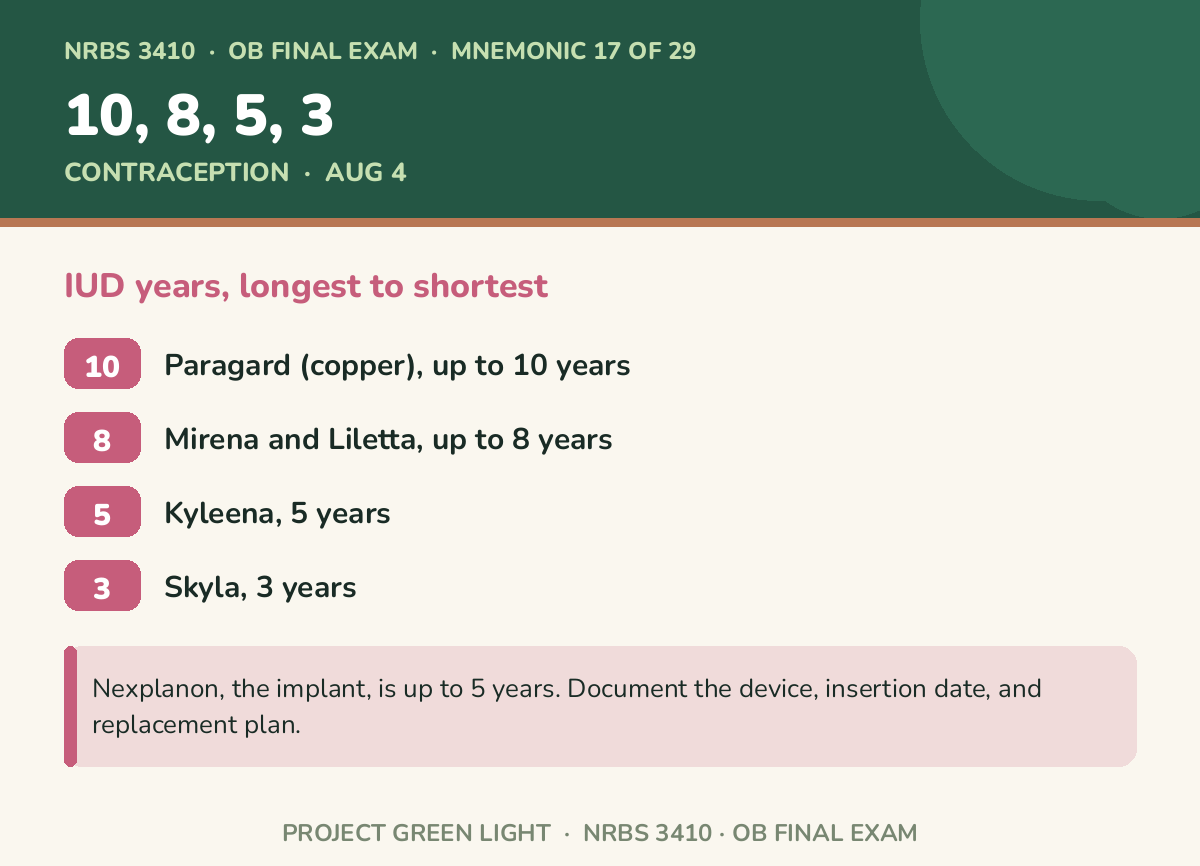 NRBS 3410 · OB FINAL EXAM · MNEMONIC 17 OF 29
10, 8, 5, 3
CONTRACEPTION · AUG 4
IUD years, longest to shortest
10 Paragard (copper), up to 10 years
8 Mirena and Liletta, up to 8 years
5 Kyleena, 5 years
3 Skyla, 3 years
Nexplanon, the implant, is up to 5 years. Document the device, insertion date, and
replacement plan.
PROJECT GREEN LIGHT · NRBS 3410 · OB FINAL EXAM